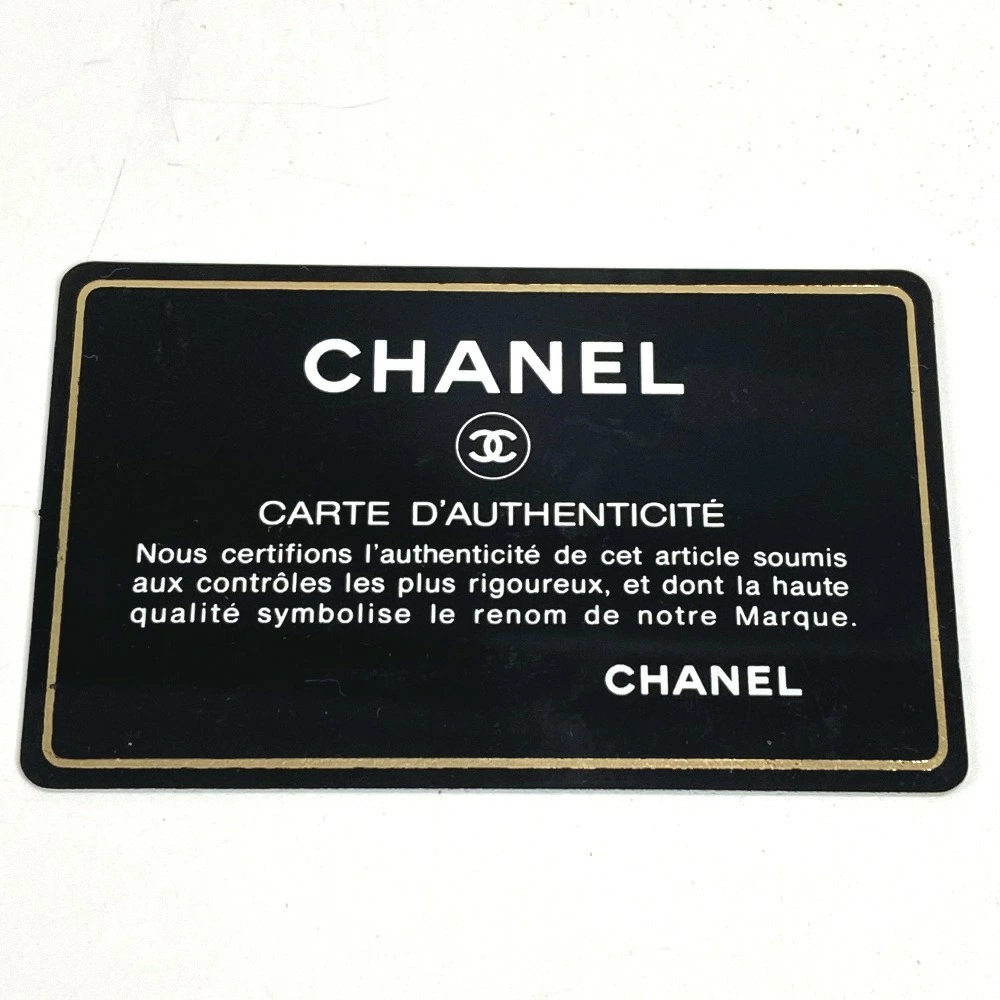 CHANEL
CARTE D'AUTHENTICITÉ
Nous certifions l'authenticité de cet article soumis
aux contrôles les plus rigoureux, et dont la haute
qualité symbolise le renom de notre Marque.
CHANEL